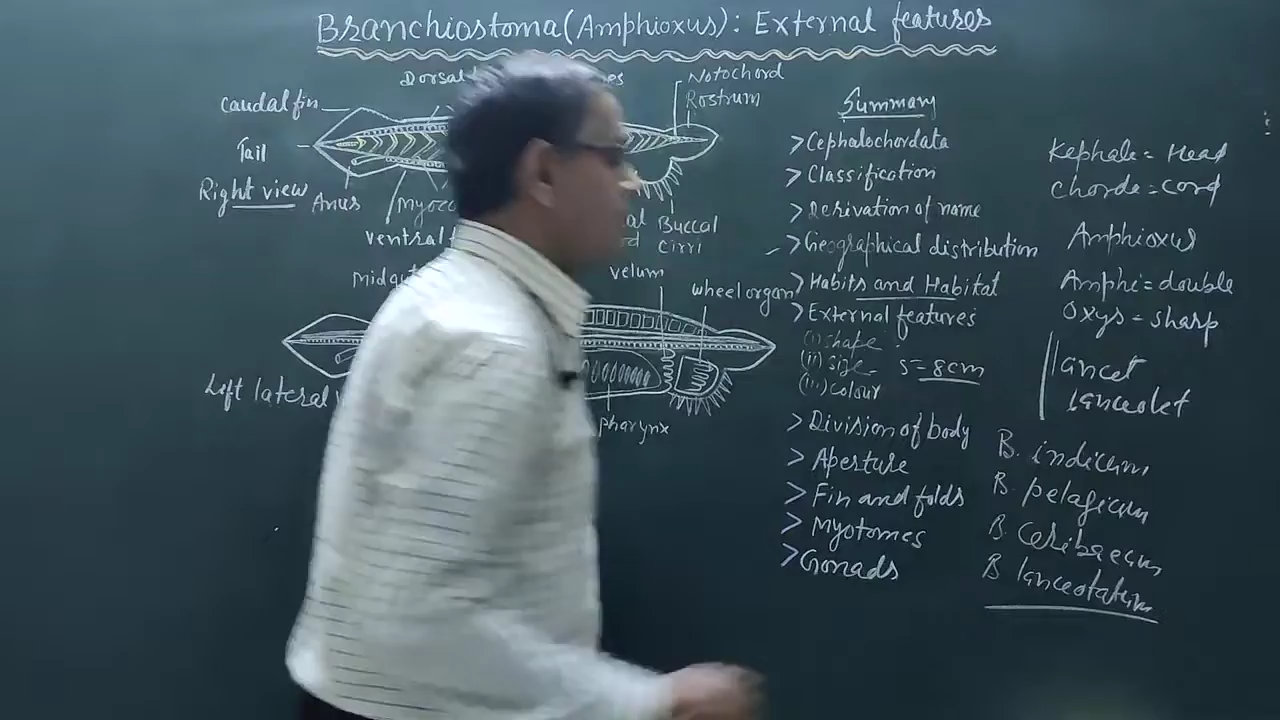 Branchiostoma (Amphioxus): External features
Dorsal
Notochord
Rostrum
caudal fin
Tail
Right view
Anus
ventral
Buccal
cirri
midgut
velum
wheel organ
Left lateral
pharynx
Summary
> Cephalochordata
> Classification
> Derivation of name
> Geographical distribution
> Habits and Habitat
> External features
(i) shape
(ii) size s = 8cm
(iii) colour
> Division of body
> Aperture
> Fin and folds
> Myotomes
> Gonads
Kephale = Head
chorde = cord
Amphioxus
Amphi = double
Oxys = sharp
lancet
lanceolet
B. indicum
B. pelagicum
B. Caribaeum
B lanceotatum